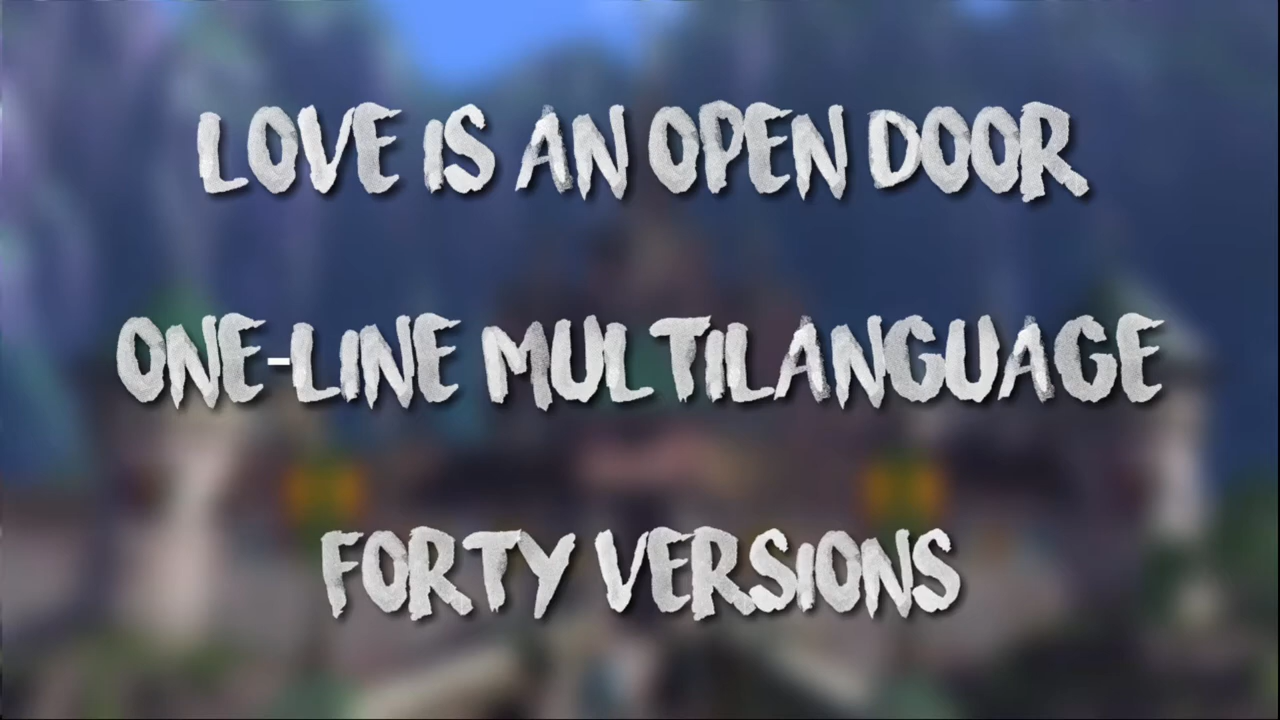 LOVE IS AN OPEN DOOR
ONE-LINE MULTILANGUAGE
FORTY VERSIONS